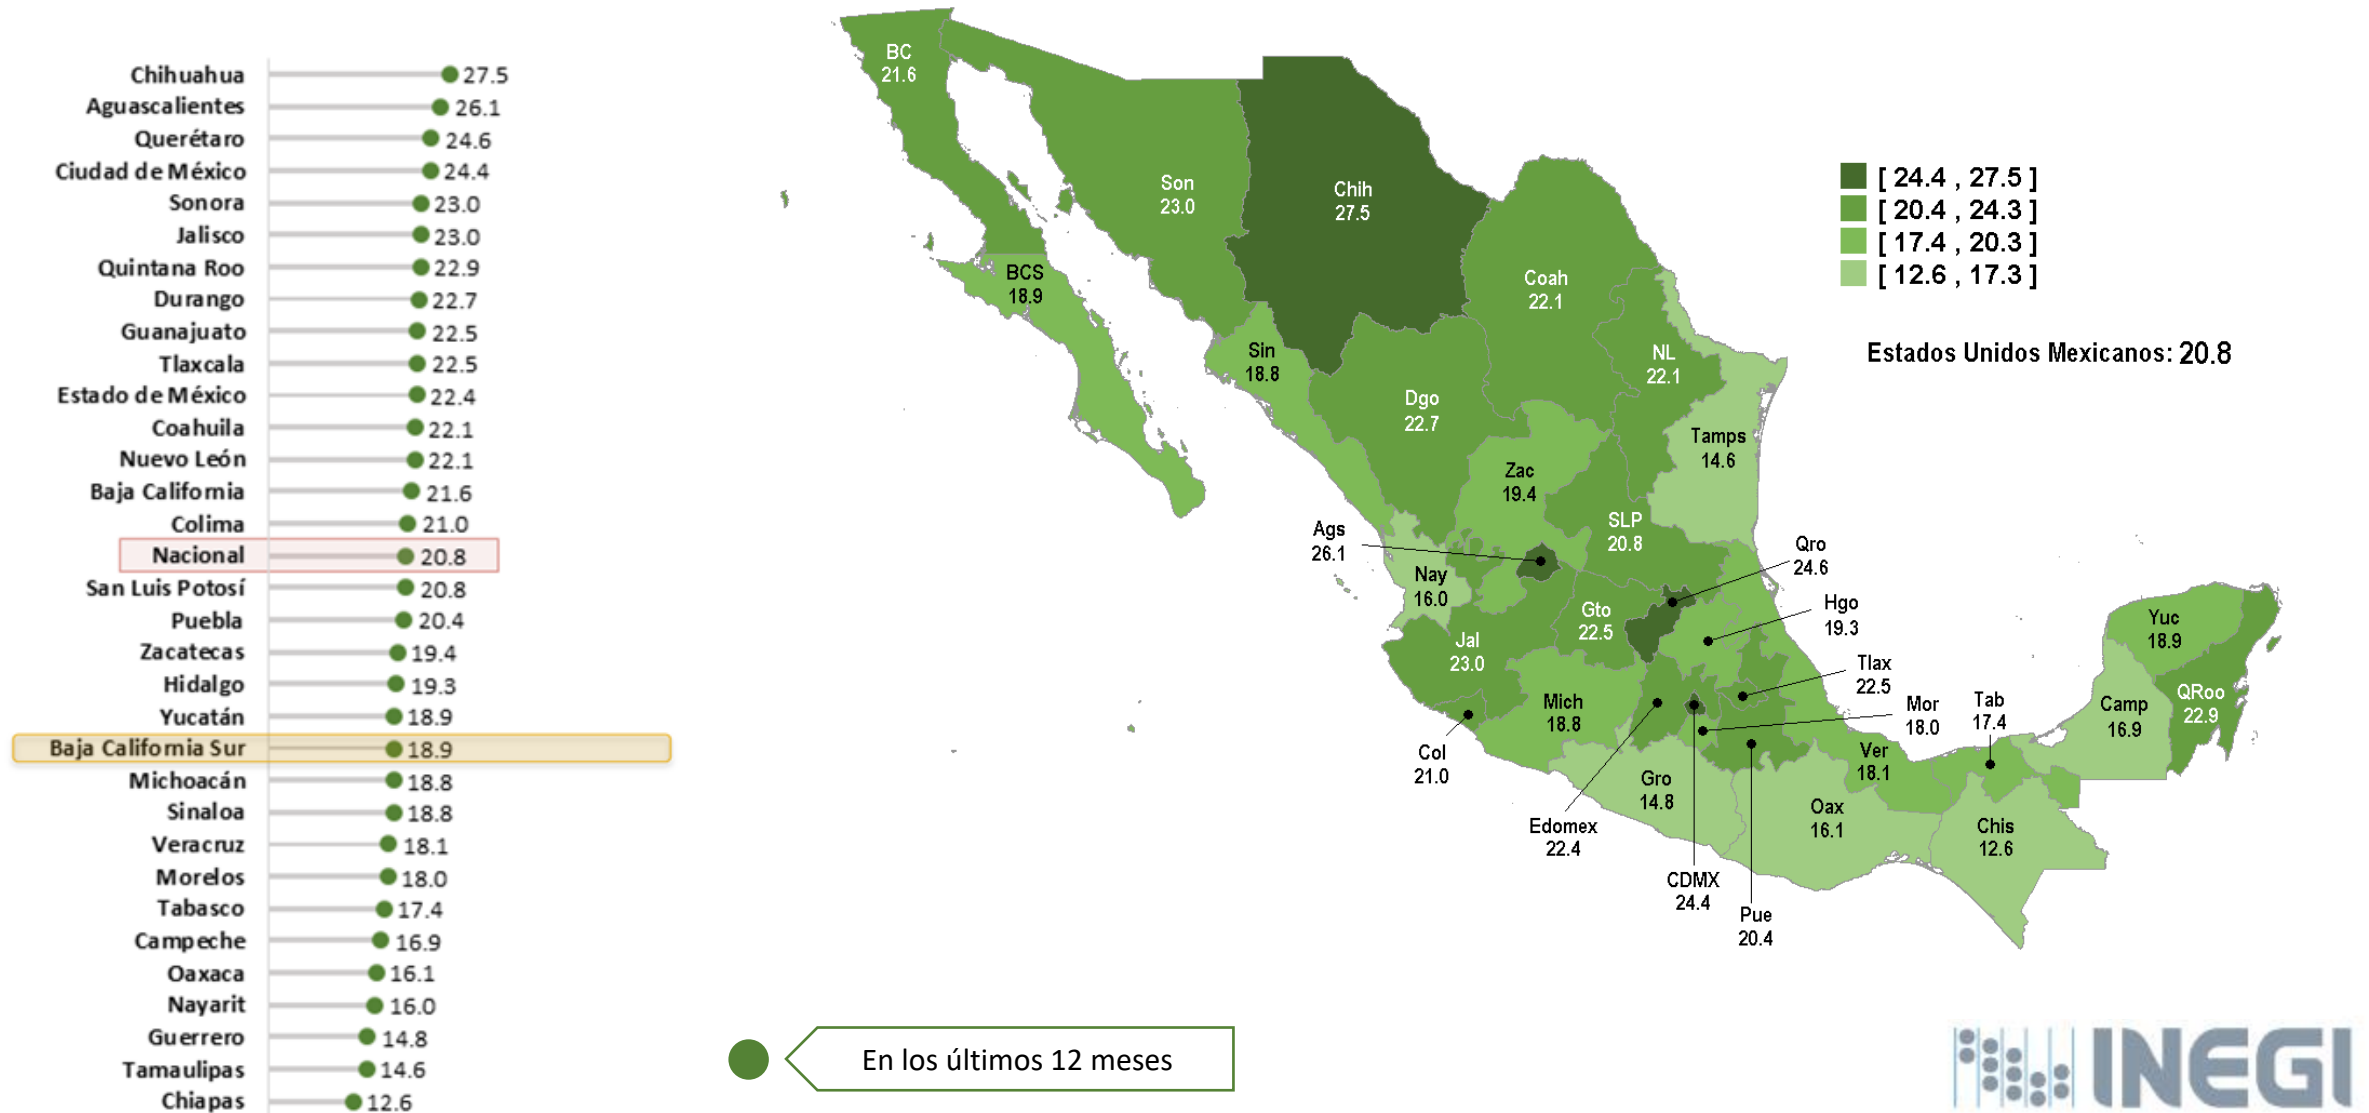 Chihuahua 27.5
Aguascalientes 26.1
Querétaro 24.6
Ciudad de México 24.4
Sonora 23.0
Jalisco 23.0
Quintana Roo 22.9
Durango 22.7
Guanajuato 22.5
Tlaxcala 22.5
Estado de México 22.4
Coahuila 22.1
Nuevo León 22.1
Baja California 21.6
Colima 21.0
Nacional 20.8
San Luis Potosí 20.8
Puebla 20.4
Zacatecas 19.4
Hidalgo 19.3
Yucatán 18.9
Baja California Sur 18.9
Michoacán 18.8
Sinaloa 18.8
Veracruz 18.1
Morelos 18.0
Tabasco 17.4
Campeche 16.9
Oaxaca 16.1
Nayarit 16.0
Guerrero 14.8
Tamaulipas 14.6
Chiapas 12.6
BC
21.6
Son
23.0
Chih
27.5
BCS
18.9
Coah
22.1
Sin
18.8
NL
22.1
Dgo
22.7
Tamps
14.6
Zac
19.4
SLP
20.8
Ags
26.1
Qro
24.6
Nay
16.0
Gto
22.5
Hgo
19.3
Jal
23.0
Tlax
22.5
Yuc
18.9
Mich
18.8
Mor
18.0
Tab
17.4
Camp
16.9
QRoo
22.9
Col
21.0
Ver
18.1
Gro
14.8
Oax
16.1
Edomex
22.4
Chis
12.6
CDMX
24.4
Pue
20.4
[ 24.4 , 27.5 ]
[ 20.4 , 24.3 ]
[ 17.4 , 20.3 ]
[ 12.6 , 17.3 ]
Estados Unidos Mexicanos: 20.8
En los últimos 12 meses
INEGI